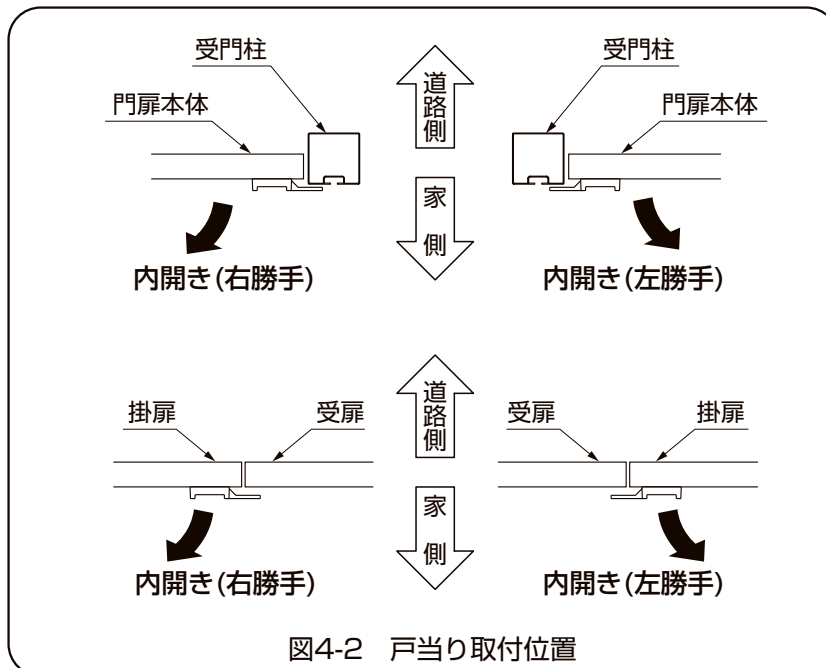 受門柱
門扉本体
道路側
家側
内開き(右勝手)
受門柱
門扉本体
内開き(左勝手)
掛扉
受扉
道路側
家側
内開き(右勝手)
受扉
掛扉
内開き(左勝手)
図4-2 戸当り取付位置